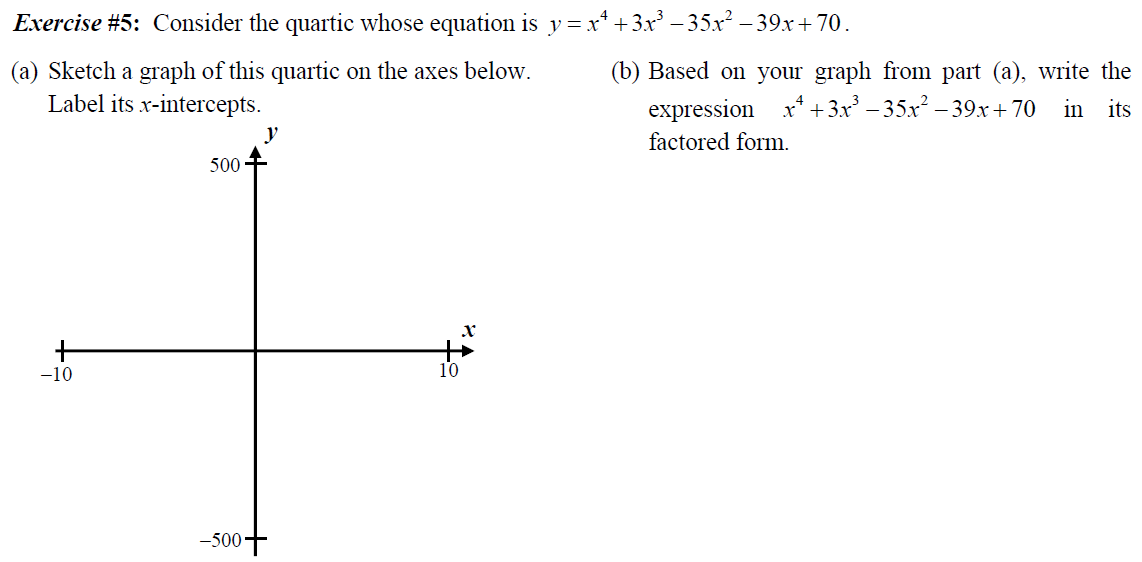 Exercise #5: Consider the quartic whose equation is y = x⁴ + 3x³ − 35x² − 39x + 70.
(a) Sketch a graph of this quartic on the axes below.
Label its x-intercepts.
(b) Based on your graph from part (a), write the
expression x⁴ + 3x³ − 35x² − 39x + 70 in its
factored form.
y
500
x
−10
10
−500